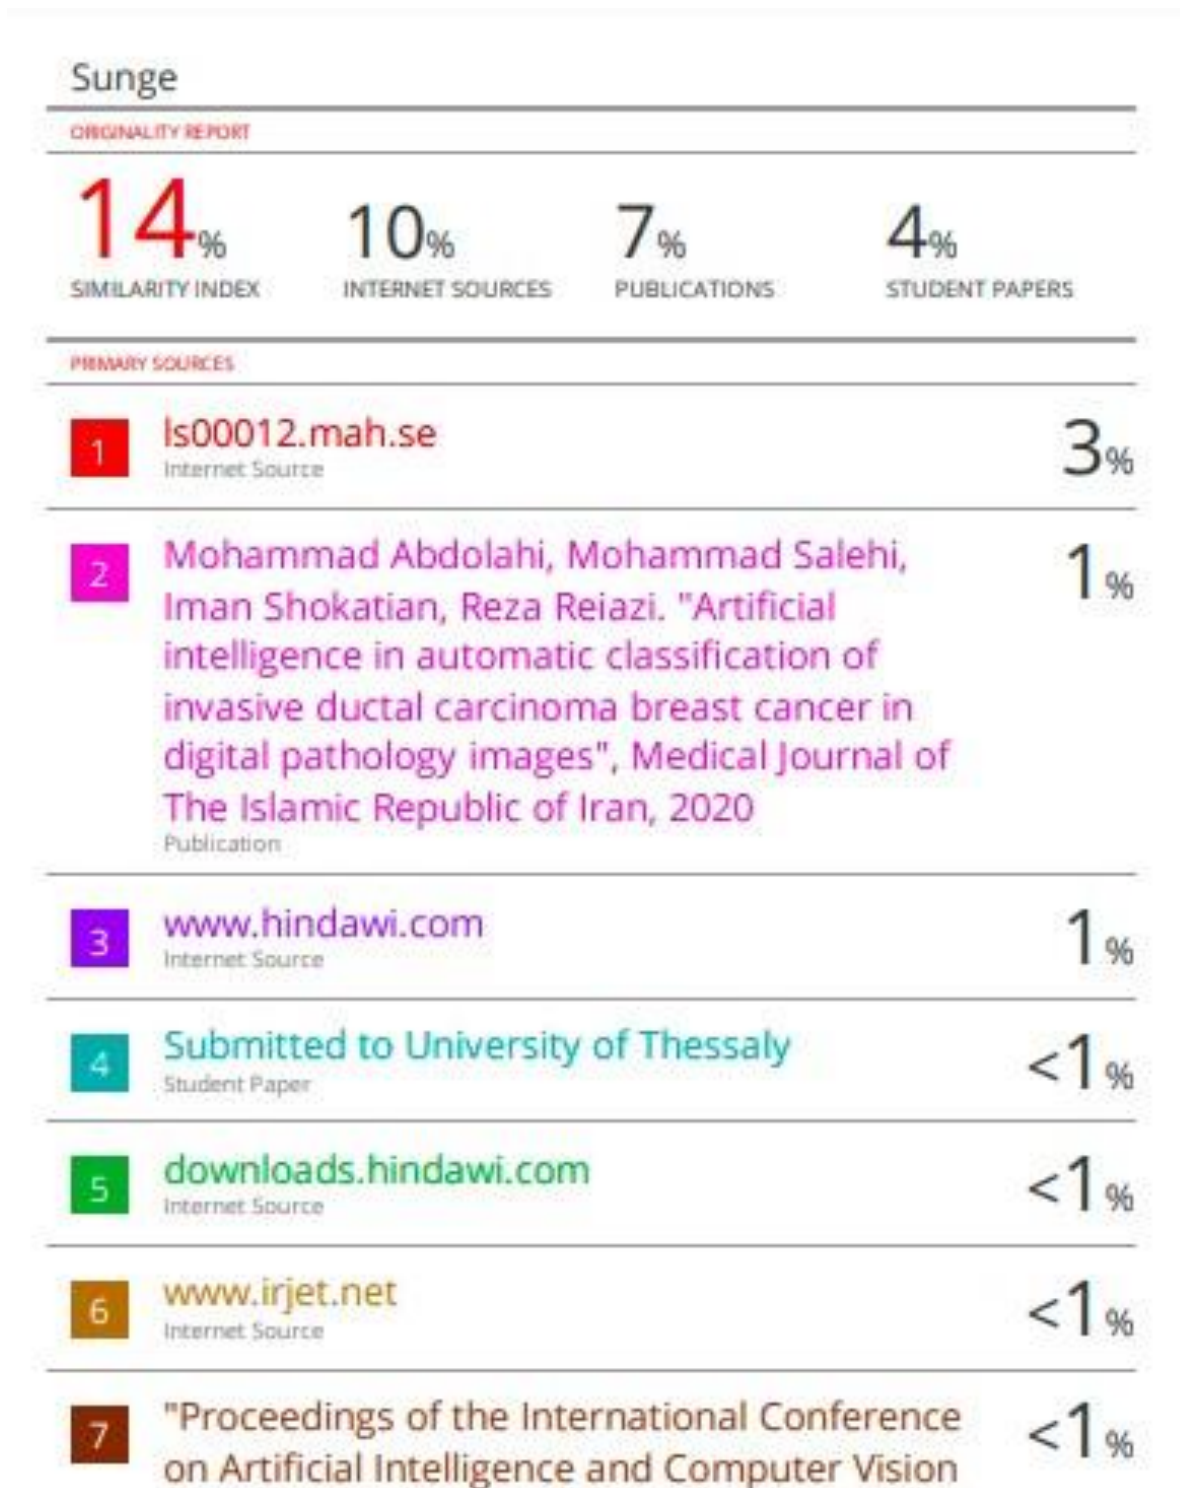 Sunge
ORIGINALITY REPORT
14% 10% 7% 4%
SIMILARITY INDEX INTERNET SOURCES PUBLICATIONS STUDENT PAPERS
PRIMARY SOURCES
1 ls00012.mah.se 3%
Internet Source
2 Mohammad Abdolahi, Mohammad Salehi, 1%
Iman Shokatian, Reza Reiazi. "Artificial
intelligence in automatic classification of
invasive ductal carcinoma breast cancer in
digital pathology images", Medical Journal of
The Islamic Republic of Iran, 2020
Publication
3 www.hindawi.com 1%
Internet Source
4 Submitted to University of Thessaly <1%
Student Paper
5 downloads.hindawi.com <1%
Internet Source
6 www.irjet.net <1%
Internet Source
7 "Proceedings of the International Conference <1%
on Artificial Intelligence and Computer Vision